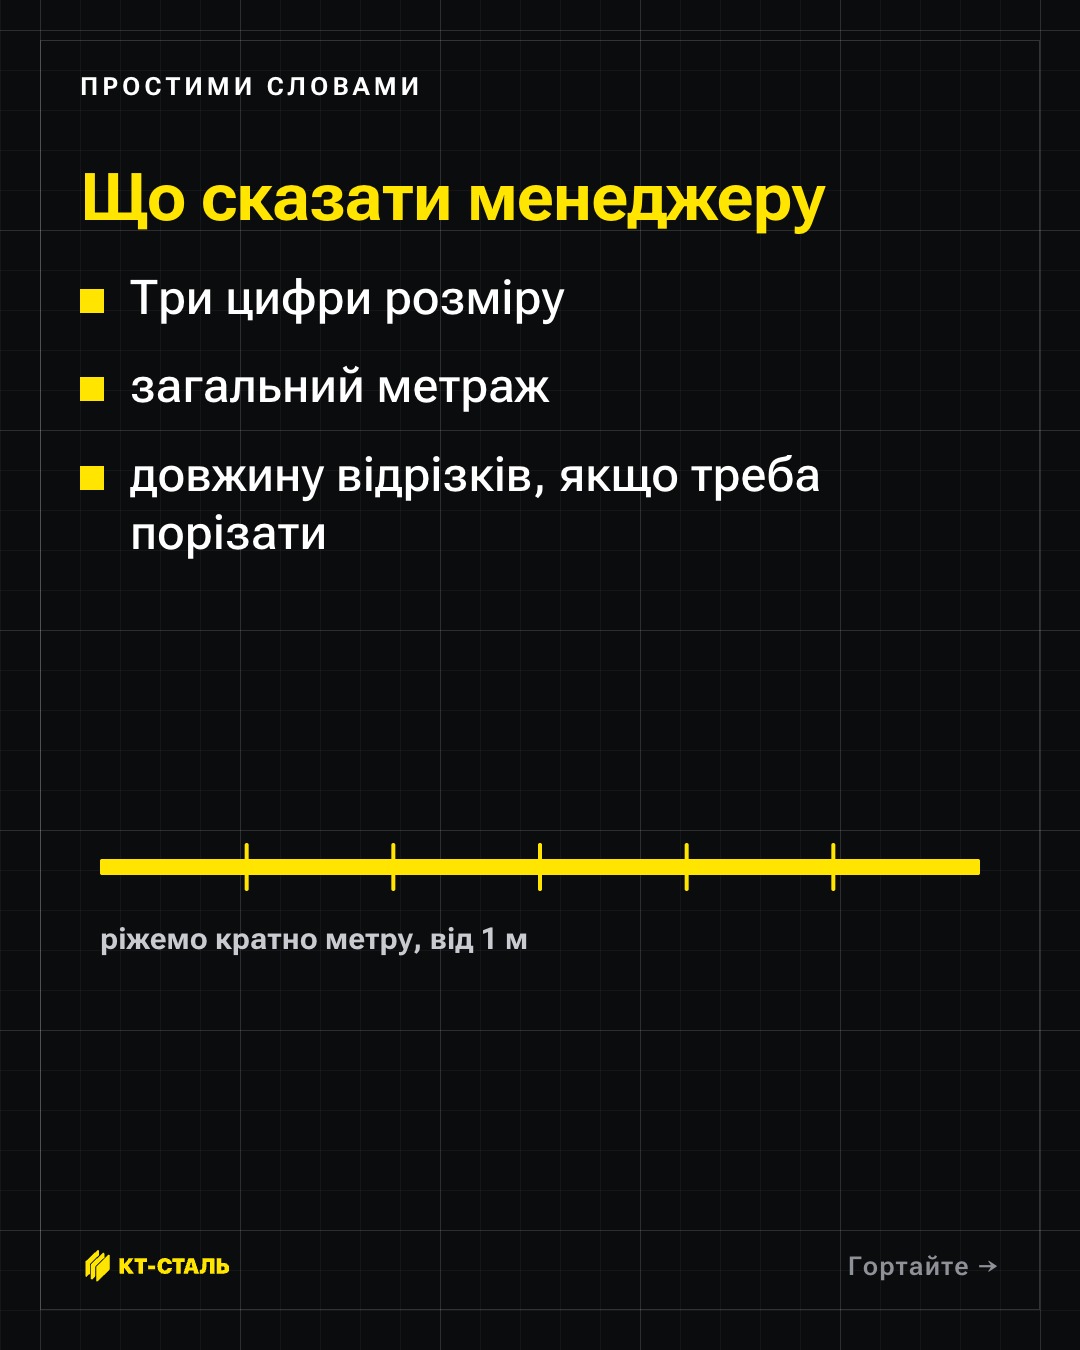 ПРОСТИМИ СЛОВАМИ
Що сказати менеджеру
Три цифри розміру
загальний метраж
довжину відрізків, якщо треба
порізати
ріжемо кратно метру, від 1 м
КТ-СТАЛЬ
Гортайте →